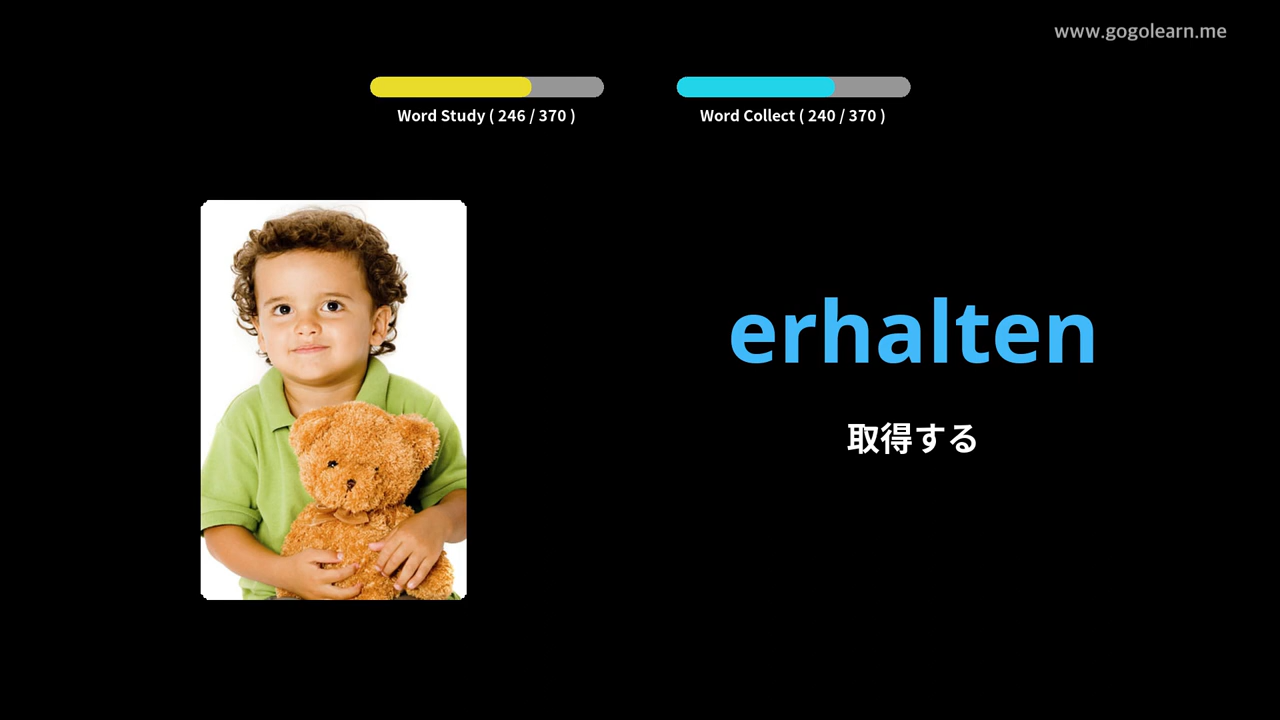 www.gogolearn.me
Word Study ( 246 / 370 )
Word Collect ( 240 / 370 )
erhalten
取得する